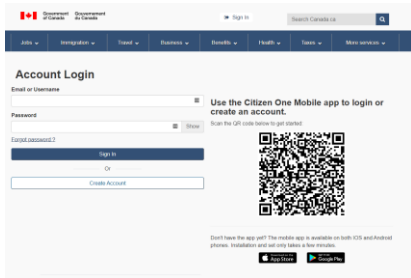 Government of Canada
Gouvernement du Canada
Sign In
Search Canada.ca
Jobs
Immigration
Travel
Business
Benefits
Health
Taxes
More services
Account Login
Email or Username
Password
Show
Forgot password ?
Sign In
Or
Create Account
Use the Citizen One Mobile app to login or
create an account.
Scan the QR code below to get started.
Don't have the app yet? The mobile app is available on both iOS and Android
phones. Installation and set only takes a few minutes.
Download on the
App Store
Google Play